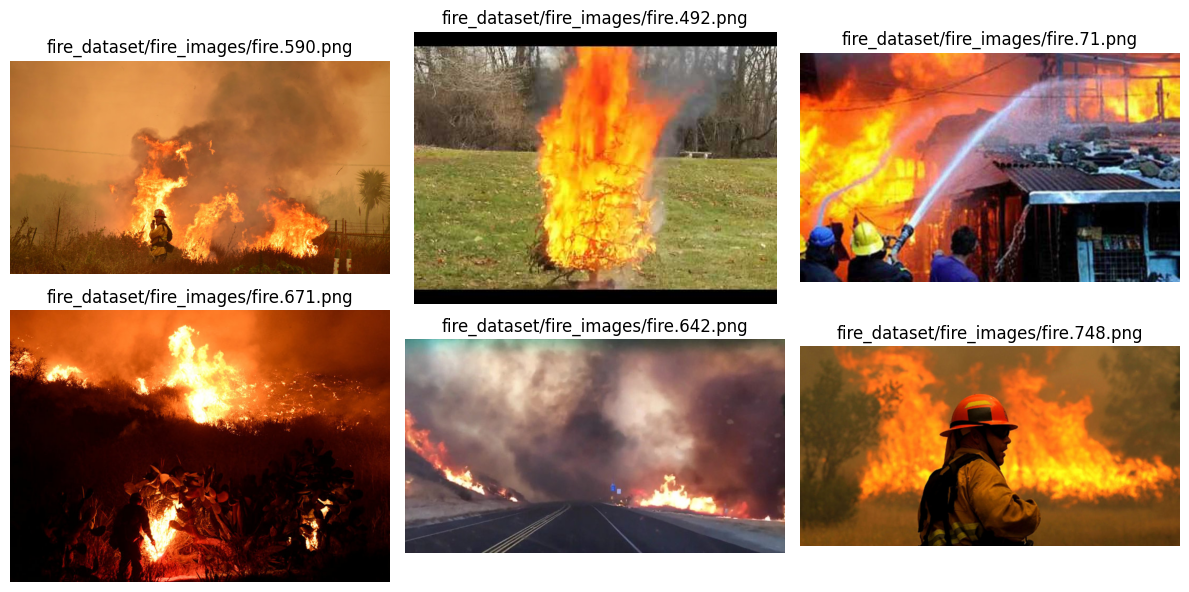 fire_dataset/fire_images/fire.590.png
fire_dataset/fire_images/fire.492.png
fire_dataset/fire_images/fire.71.png
fire_dataset/fire_images/fire.671.png
fire_dataset/fire_images/fire.642.png
fire_dataset/fire_images/fire.748.png